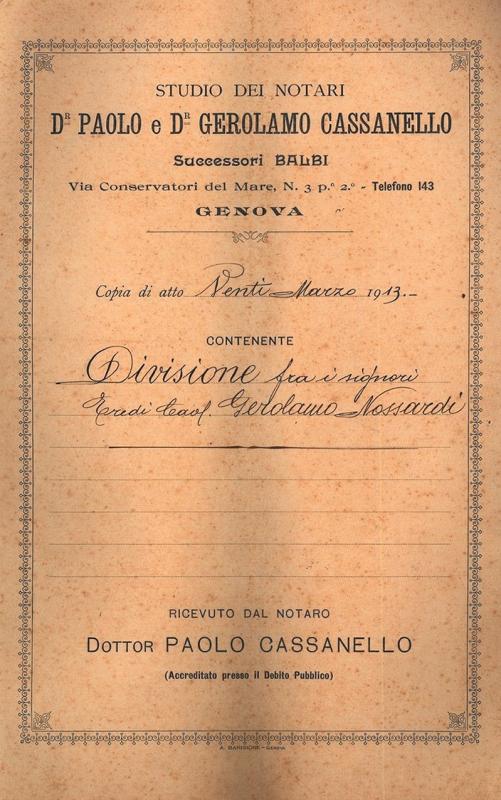 STUDIO DEI NOTARI
Dᴿ PAOLO e Dᴿ GEROLAMO CASSANELLO
Successori BALBI
Via Conservatori del Mare, N. 3 p.º 2.º - Telefono 143
GENOVA
Copia di atto Venti Marzo 1913.-
CONTENENTE
Divisione fra i signori
Eredi Cav. Gerolamo Nossardi
RICEVUTO DAL NOTARO
DOTTOR PAOLO CASSANELLO
(Accreditato presso il Debito Pubblico)
A. BARISIONE - GENOVA